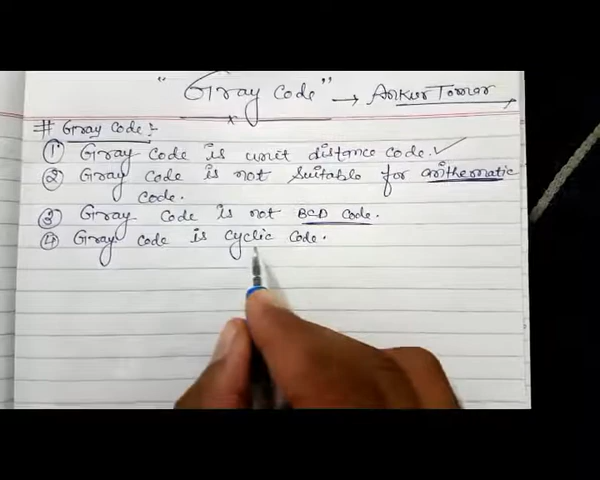 "Gray Code" → Ankur Tomar
# Gray Code :-
① Gray code is unit distance code. ✓
② Gray code is not suitable for arithematic
code.
③ Gray code is not BCD code.
④ Gray code is cyclic code.